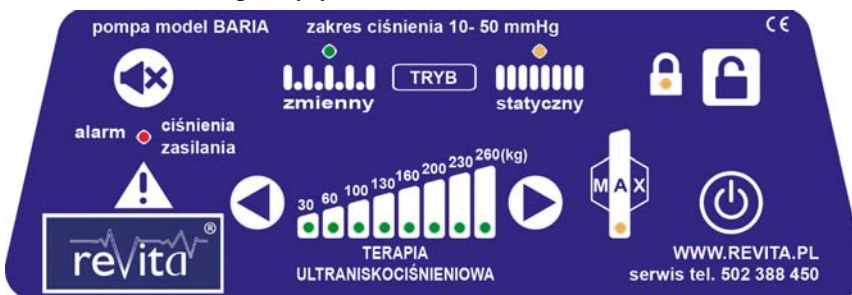 pompa model BARIA
zakres ciśnienia 10- 50 mmHg
CE
zmienny
TRYB
statyczny
alarm
ciśnienia
zasilania
30 60 100 130 160 200 230 260(kg)
MAX
TERAPIA
ULTRANISKOCIŚNIENIOWA
reVita®
WWW.REVITA.PL
serwis tel. 502 388 450